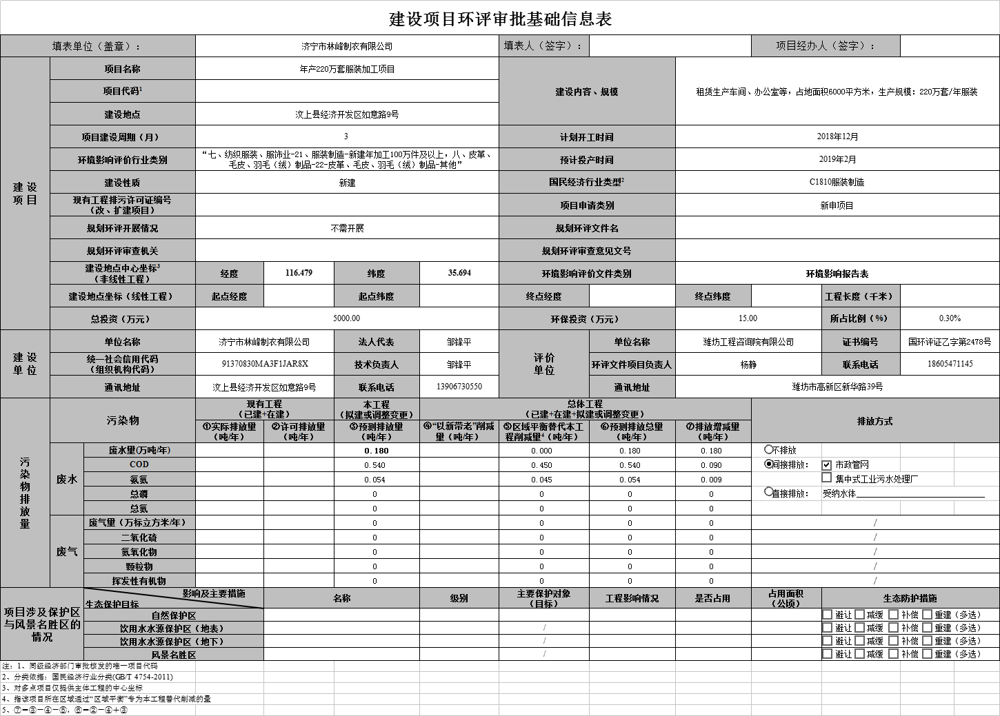 建设项目环评审批基础信息表
填表单位（盖章）： 济宁市林峰制衣有限公司 填表人（签字）： 项目经办人（签字）：
建 设
项 目
项目名称 年产220万套服装加工项目
项目代码1
建设地点 汶上县经济开发区如意路9号
建设内容、规模 租赁生产车间、办公室等，占地面积6000平方米，生产规模：220万套/年服装
项目建设周期（月） 3 计划开工时间 2018年12月
环境影响评价行业类别 “七、纺织服装、服饰业-21、服装制造-新建年加工100万件及以上，八、皮革、
毛皮、羽毛（绒）制品-22-皮革、毛皮、羽毛（绒）制品-其他”
预计投产时间 2019年2月
建设性质 新建 国民经济行业类型2 C1810服装制造
现有工程排污许可证编号
（改、扩建项目）
项目申请类别 新申项目
规划环评开展情况 不需开展 规划环评文件名
规划环评审查机关 规划环评审查意见文号
建设地点中心坐标3
（非线性工程）
经度 116.479 纬度 35.694 环境影响评价文件类别 环境影响报告表
建设地点坐标（线性工程） 起点经度 起点纬度 终点经度 终点纬度 工程长度（千米）
总投资（万元） 5000.00 环保投资（万元） 15.00 所占比例（%） 0.30%
建 设
单 位
单位名称 济宁市林峰制衣有限公司 法人代表 邹锋平
评价
单位
单位名称 潍坊工程咨询院有限公司 证书编号 国环评证乙字第2478号
统一社会信用代码
（组织机构代码）
91370830MA3F1JAR8X 技术负责人 邹锋平 环评文件项目负责人 杨静 联系电话 18605471145
通讯地址 汶上县经济开发区如意路9号 联系电话 13906730550 通讯地址 潍坊市高新区新华路39号
污染物排放量
污染物
现有工程
（已建+在建）
本工程
（拟建或调整变更）
总体工程
（已建+在建+拟建或调整变更）
排放方式
①实际排放量
（吨/年）
②许可排放量
（吨/年）
③预测排放量
（吨/年）
④“以新带老”削减
量（吨/年）
⑤区域平衡替代本工
程削减量4（吨/年）
⑥预测排放总量
（吨/年）
⑦排放增减量
（吨/年）
废水
废水量(万吨/年) 0.180 0.000 0.180 0.180 不排放
COD 0.540 0.450 0.540 0.090 间接排放： 市政管网
氨氮 0.054 0.045 0.054 0.009 集中式工业污水处理厂
总磷 0 0 0 0 直接排放： 受纳水体
总氮 0 0 0 0
废气
废气量（万标立方米/年） 0 0 0 0 /
二氧化硫 0 0 0 0 /
氮氧化物 0 0 0 0 /
颗粒物 0 0 0 0 /
挥发性有机物 0 0 0 0 /
项目涉及保护区
与风景名胜区的
情况
影响及主要措施
生态保护目标
名称 级别
主要保护对象
（目标）
工程影响情况 是否占用
占用面积
（公顷）
生态防护措施
自然保护区 避让 减缓 补偿 重建（多选）
饮用水水源保护区（地表） / 避让 减缓 补偿 重建（多选）
饮用水水源保护区（地下） / 避让 减缓 补偿 重建（多选）
风景名胜区 / 避让 减缓 补偿 重建（多选）
注：1、同级经济部门审批核发的唯一项目代码
2、分类依据：国民经济行业分类(GB/T 4754-2011)
3、对多点项目仅提供主体工程的中心坐标
4、指该项目所在区域通过“区域平衡”专为本工程替代削减的量
5、⑦＝③－④－⑤，⑥＝②－④＋③